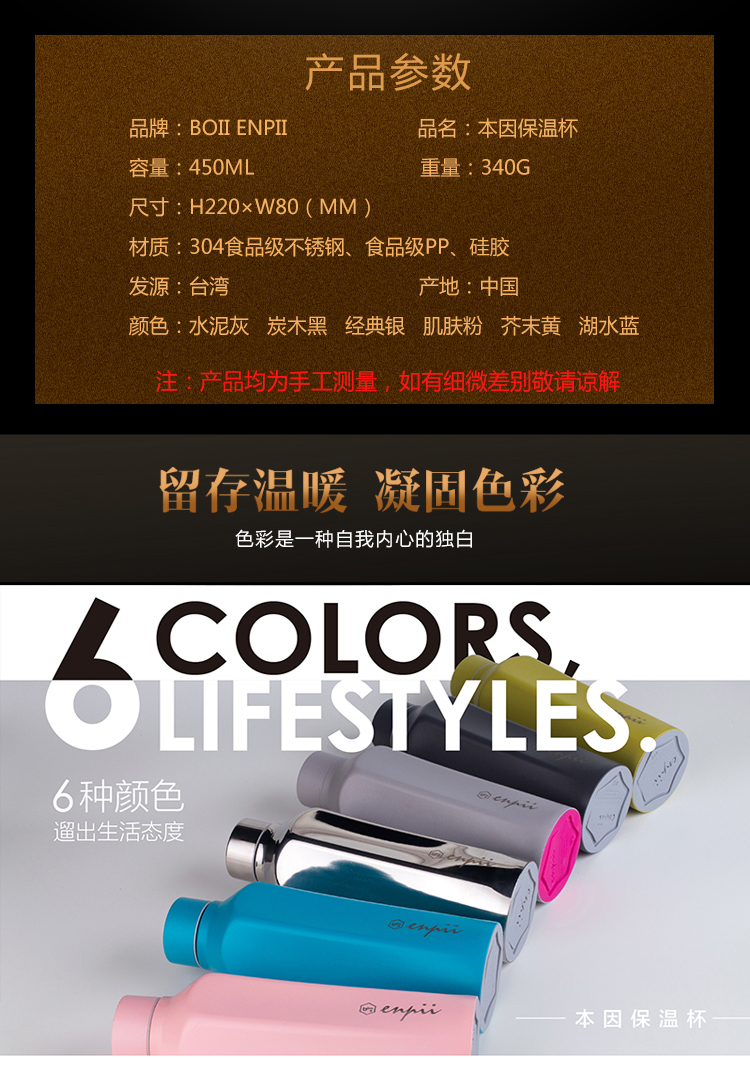 产品参数
品牌：BOII ENPII 品名：本因保温杯
容量：450ML 重量：340G
尺寸：H220×W80（MM）
材质：304食品级不锈钢、食品级PP、硅胶
发源：台湾 产地：中国
颜色：水泥灰 炭木黑 经典银 肌肤粉 芥末黄 湖水蓝
注：产品均为手工测量，如有细微差别敬请谅解
留存温暖 凝固色彩
色彩是一种自我内心的独白
6 COLORS,
LIFESTYLES.
6种颜色
遛出生活态度
enpii
enpii
enpii
enpii
enpii
enpii
enpii
本因保温杯